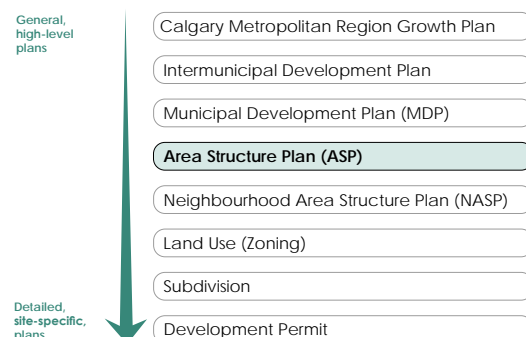 General,
high-level
plans
Calgary Metropolitan Region Growth Plan
Intermunicipal Development Plan
Municipal Development Plan (MDP)
Area Structure Plan (ASP)
Neighbourhood Area Structure Plan (NASP)
Land Use (Zoning)
Subdivision
Detailed,
site-specific,
plans
Development Permit